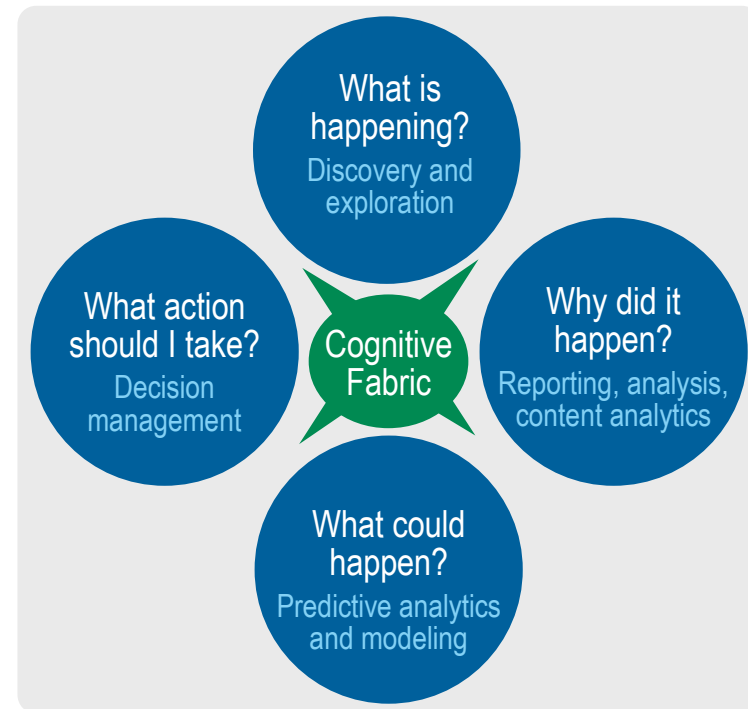 What is
happening?
Discovery and
exploration
What action
should I take?
Decision
management
Cognitive
Fabric
Why did it
happen?
Reporting, analysis,
content analytics
What could
happen?
Predictive analytics
and modeling